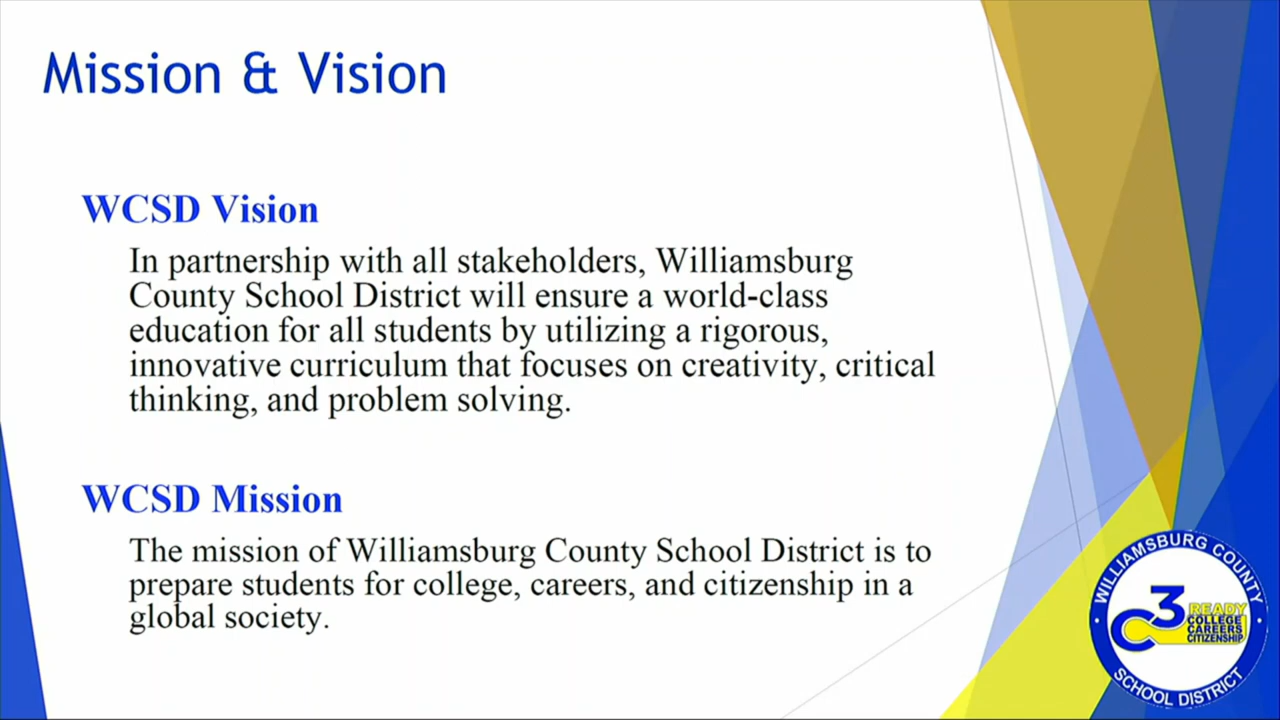 Mission & Vision
WCSD Vision
In partnership with all stakeholders, Williamsburg
County School District will ensure a world-class
education for all students by utilizing a rigorous,
innovative curriculum that focuses on creativity, critical
thinking, and problem solving.
WCSD Mission
The mission of Williamsburg County School District is to
prepare students for college, careers, and citizenship in a
global society.
WILLIAMSBURG COUNTY
C3 READY
COLLEGE
CAREERS
CITIZENSHIP
SCHOOL DISTRICT